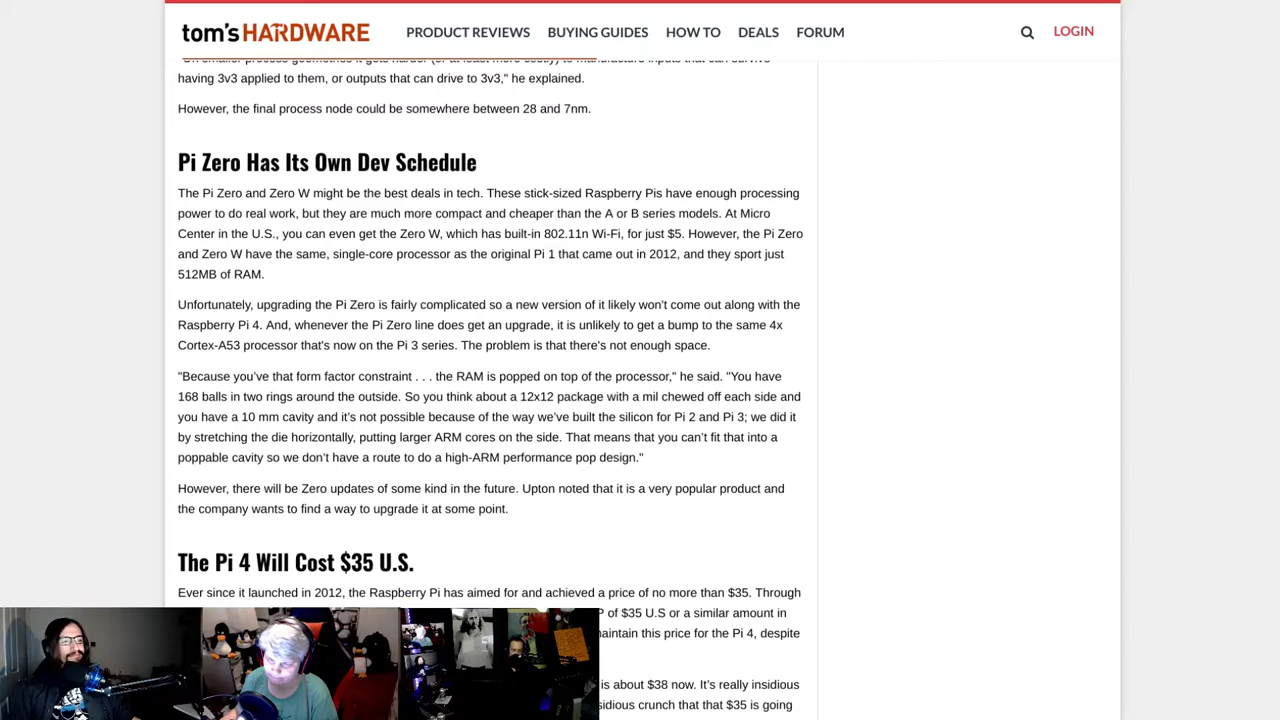 tom's HARDWARE
PRODUCT REVIEWS BUYING GUIDES HOW TO DEALS FORUM LOGIN
"On smaller process geometries it gets harder (or at least more costly) to manufacture inputs that can survive
having 3v3 applied to them, or outputs that can drive to 3v3," he explained.
However, the final process node could be somewhere between 28 and 7nm.
Pi Zero Has Its Own Dev Schedule
The Pi Zero and Zero W might be the best deals in tech. These stick-sized Raspberry Pis have enough processing
power to do real work, but they are much more compact and cheaper than the A or B series models. At Micro
Center in the U.S., you can even get the Zero W, which has built-in 802.11n Wi-Fi, for just $5. However, the Pi Zero
and Zero W have the same, single-core processor as the original Pi 1 that came out in 2012, and they sport just
512MB of RAM.
Unfortunately, upgrading the Pi Zero is fairly complicated so a new version of it likely won't come out along with the
Raspberry Pi 4. And, whenever the Pi Zero line does get an upgrade, it is unlikely to get a bump to the same 4x
Cortex-A53 processor that's now on the Pi 3 series. The problem is that there's not enough space.
"Because you've that form factor constraint . . . the RAM is popped on top of the processor," he said. "You have
168 balls in two rings around the outside. So you think about a 12x12 package with a mil chewed off each side and
you have a 10 mm cavity and it's not possible because of the way we've built the silicon for Pi 2 and Pi 3; we did it
by stretching the die horizontally, putting larger ARM cores on the side. That means that you can't fit that into a
poppable cavity so we don't have a route to do a high-ARM performance pop design."
However, there will be Zero updates of some kind in the future. Upton noted that it is a very popular product and
the company wants to find a way to upgrade it at some point.
The Pi 4 Will Cost $35 U.S.
Ever since it launched in 2012, the Raspberry Pi has aimed for and achieved a price of no more than $35. Through
of $35 U.S or a similar amount in
maintain this price for the Pi 4, despite
is about $38 now. It's really insidious
crunch that that $35 is going